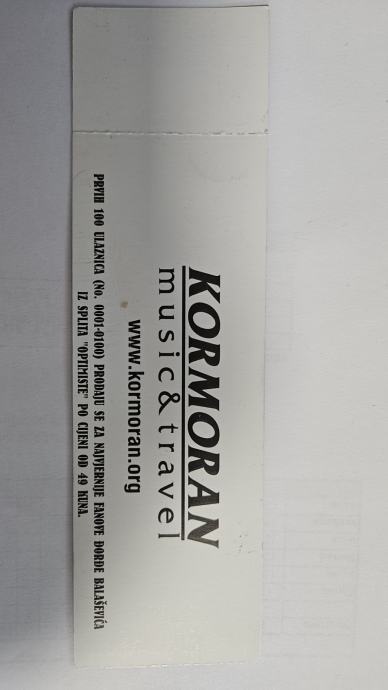 KORMORAN
music&travel
www.kormoran.org
PRVIH 100 ULAZNICA (No. 0001-0100) PRODAJU SE ZA NAJVJERNIJE FANOVE ĐORĐE BALAŠEVIĆA
IZ SPLITA "OPTIMISTE" PO CIJENI OD 49 KUNA.